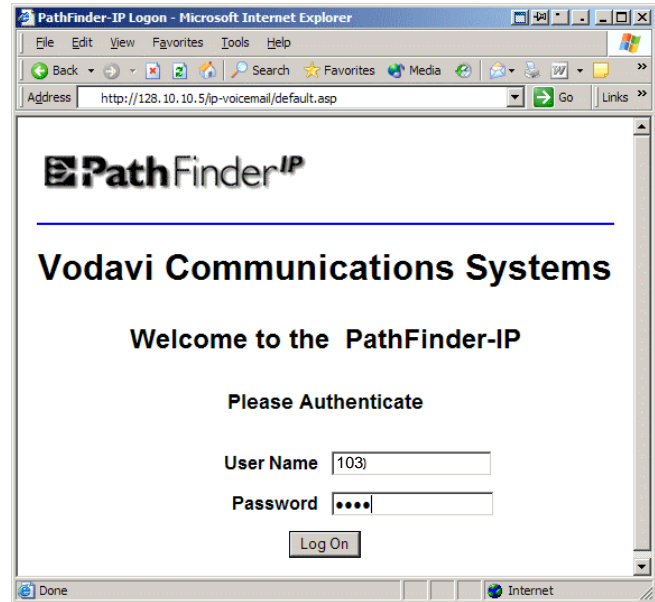 PathFinder-IP Logon - Microsoft Internet Explorer
File Edit View Favorites Tools Help
Back Search Favorites Media W »
Address http://128.10.10.5/ip-voicemail/default.asp Go Links »
PathFinder IP
Vodavi Communications Systems
Welcome to the PathFinder-IP
Please Authenticate
User Name 103)
Password ••••
Log On
Done Internet